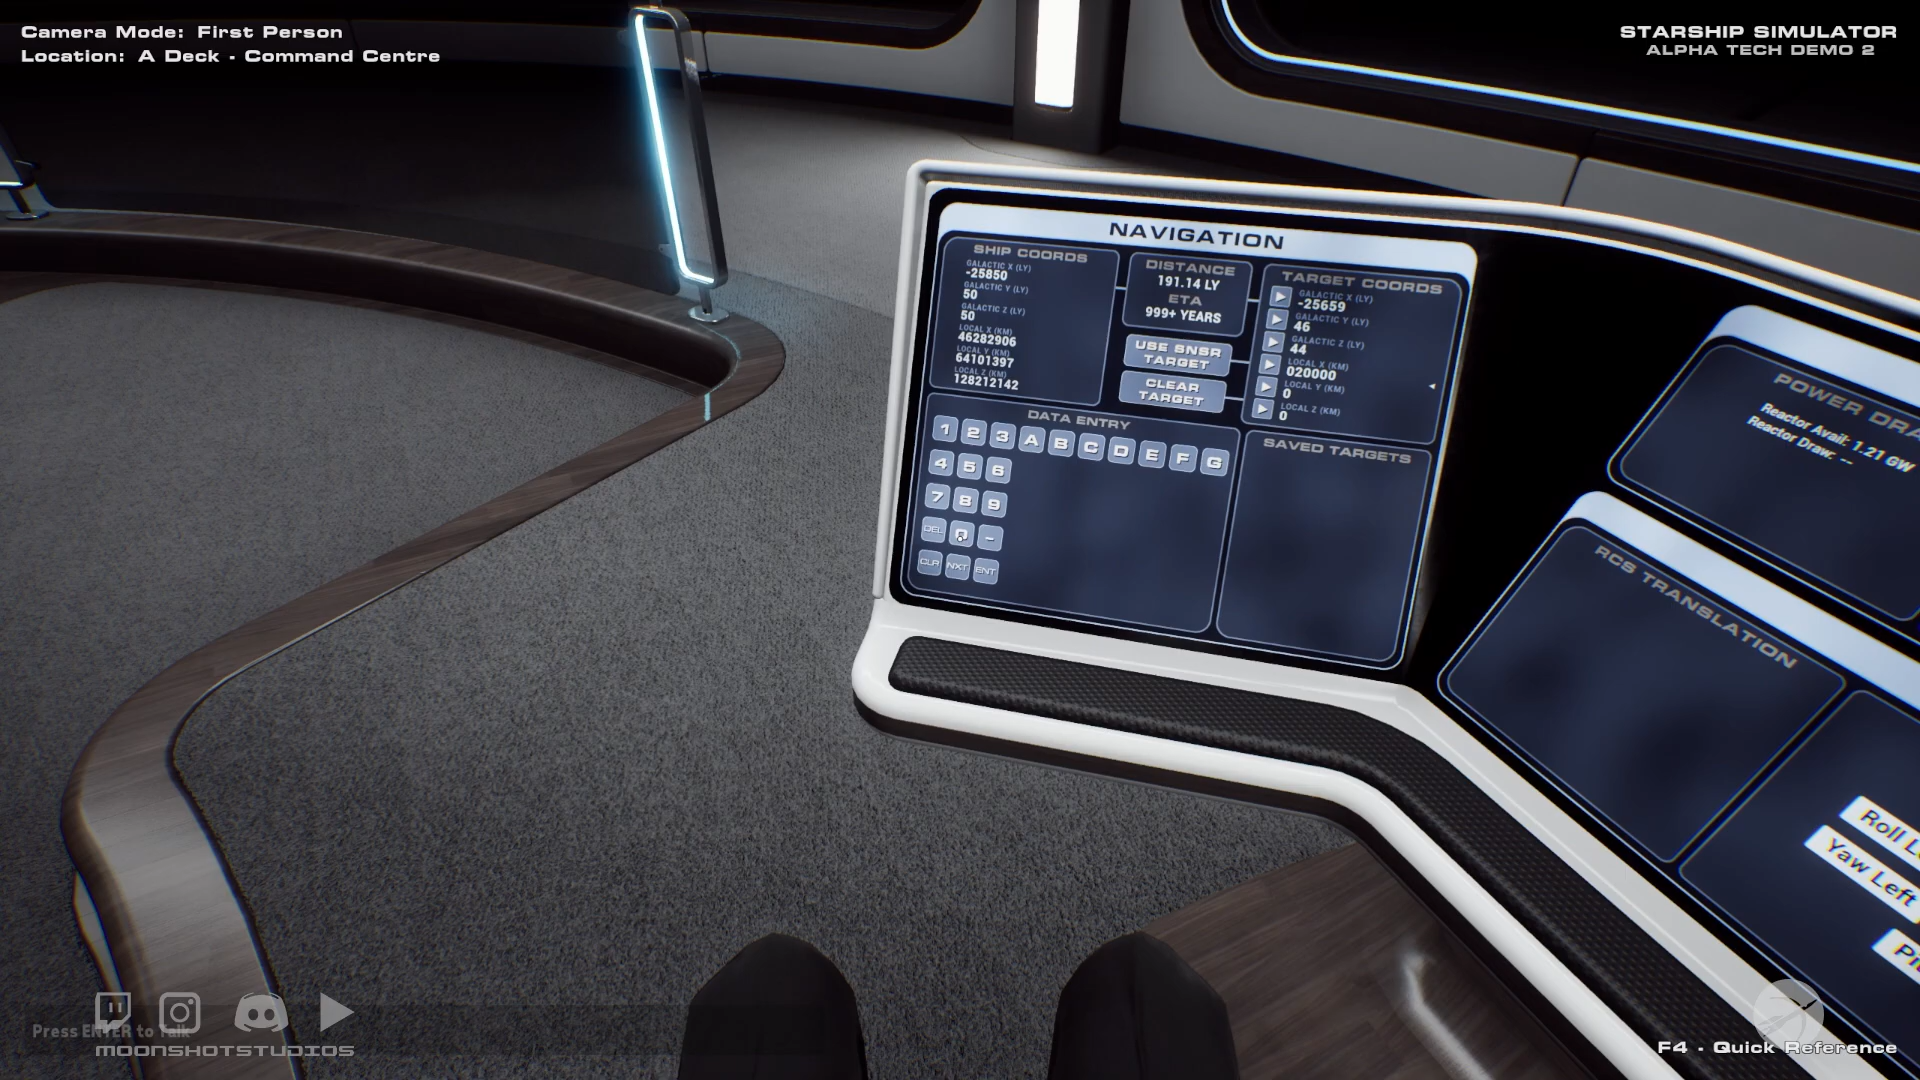 Camera Mode: First Person
Location: A Deck - Command Centre
STARSHIP SIMULATOR
ALPHA TECH DEMO 2
NAVIGATION
SHIP COORDS
GALACTIC X (LY)
-25850
GALACTIC Y (LY)
50
GALACTIC Z (LY)
50
LOCAL X (KM)
46282906
LOCAL Y (KM)
64101397
LOCAL Z (KM)
128212142
DISTANCE
191.14 LY
ETA
999+ YEARS
USE SNSR
TARGET
CLEAR
TARGET
TARGET COORDS
GALACTIC X (LY)
-25659
GALACTIC Y (LY)
46
GALACTIC Z (LY)
44
LOCAL X (KM)
020000
LOCAL Y (KM)
0
LOCAL Z (KM)
0
DATA ENTRY
1 2 3 A B C D E F G
4 5 6
7 8 9
DEL 0 -
CLR NXT ENT
SAVED TARGETS
POWER DRA
Reactor Avail: 1.21 GW
Reactor Draw: --
RCS TRANSLATION
Roll L
Yaw Left
Pi
Press ENTER to Talk
MOONSHOTSTUDIOS
F4 - Quick Reference